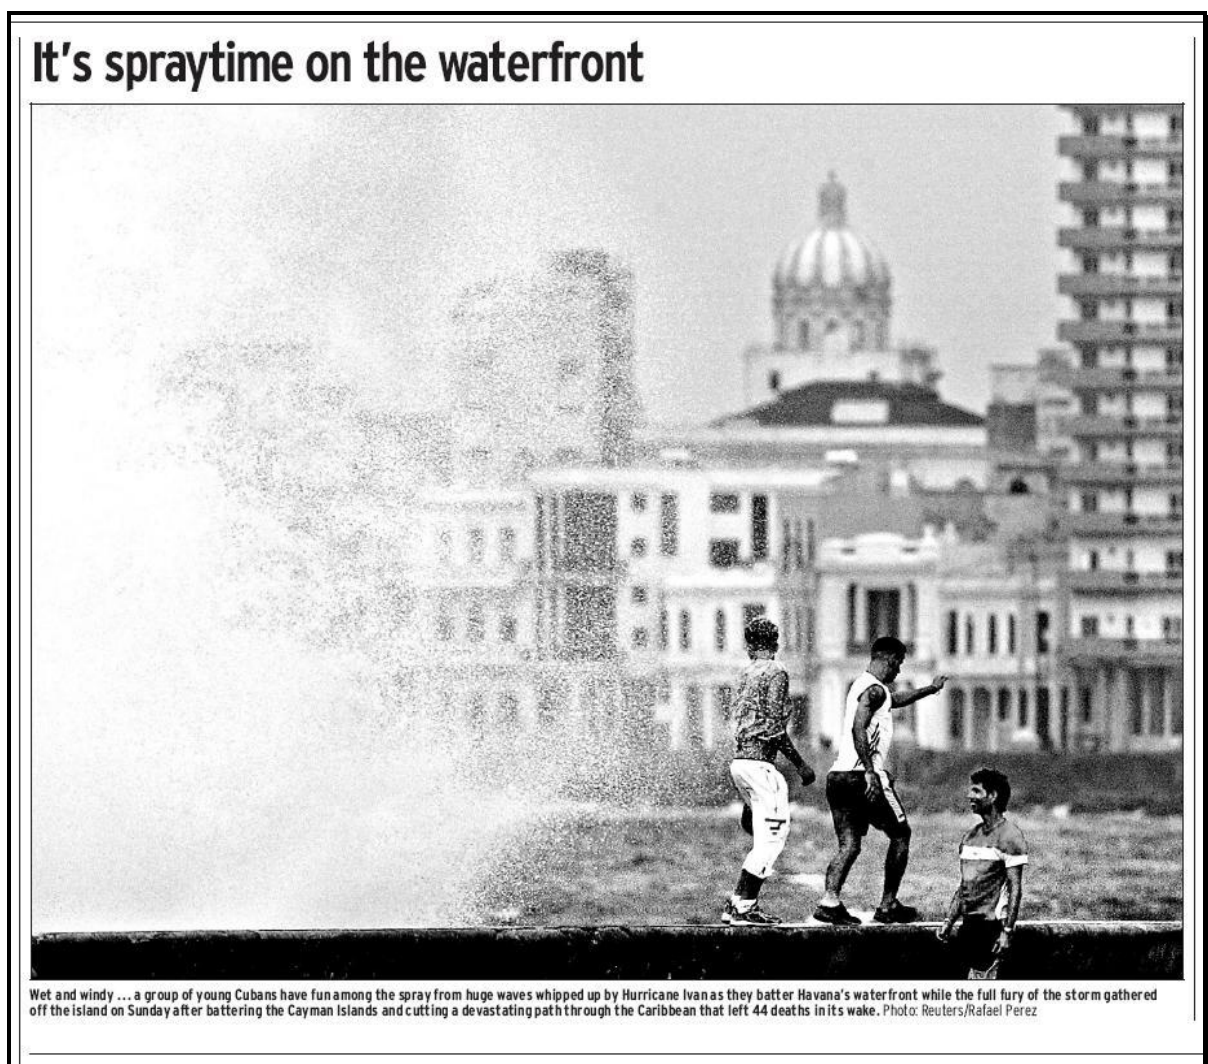 It's spraytime on the waterfront
Wet and windy ... a group of young Cubans have fun among the spray from huge waves whipped up by Hurricane Ivan as they batter Havana's waterfront while the full fury of the storm gathered
off the island on Sunday after battering the Cayman Islands and cutting a devastating path through the Caribbean that left 44 deaths in its wake. Photo: Reuters/Rafael Perez